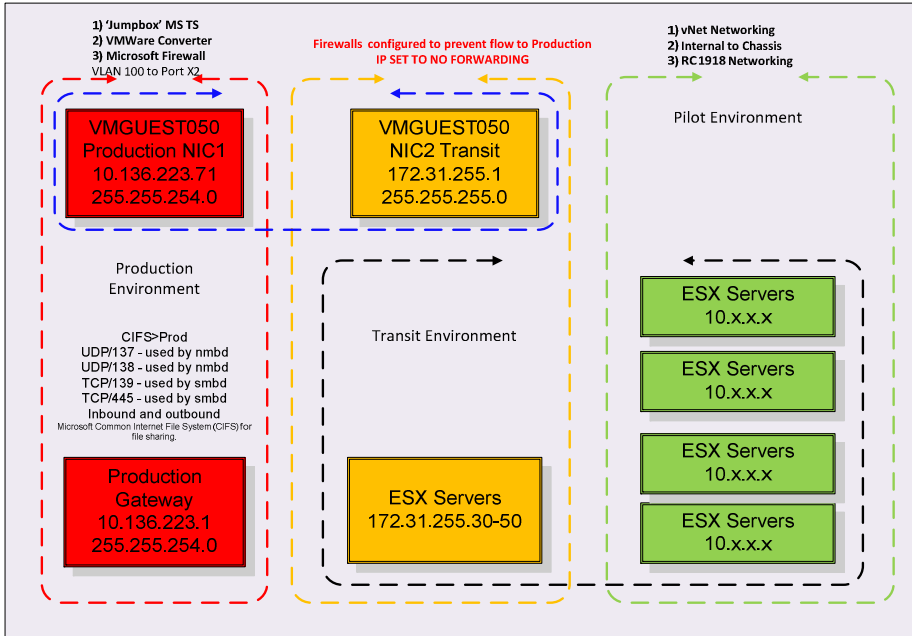 1) ‘Jumpbox’ MS TS
2) VMWare Converter
3) Microsoft Firewall
VLAN 100 to Port X2
Firewalls configured to prevent flow to Production
IP SET TO NO FORWARDING
1) vNet Networking
2) Internal to Chassis
3) RC1918 Networking
VMGUEST050
Production NIC1
10.136.223.71
255.255.254.0
VMGUEST050
NIC2 Transit
172.31.255.1
255.255.255.0
Pilot Environment
Production
Environment
CIFS>Prod
UDP/137 - used by nmbd
UDP/138 - used by nmbd
TCP/139 - used by smbd
TCP/445 - used by smbd
Inbound and outbound
Microsoft Common Internet File System (CIFS) for
file sharing.
Transit Environment
ESX Servers
10.x.x.x
ESX Servers
10.x.x.x
ESX Servers
10.x.x.x
ESX Servers
10.x.x.x
Production
Gateway
10.136.223.1
255.255.254.0
ESX Servers
172.31.255.30-50